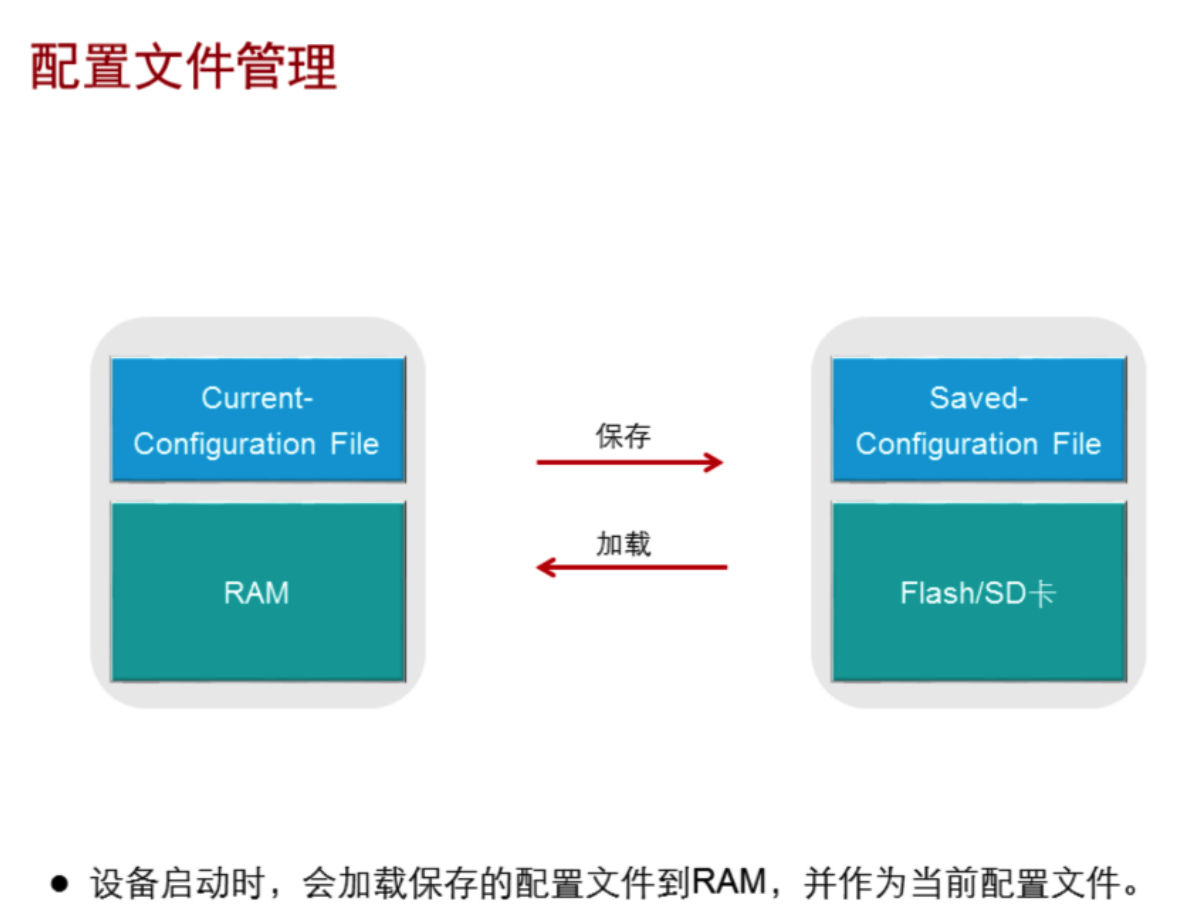 配置文件管理
Current-
Configuration File
RAM
保存
加载
Saved-
Configuration File
Flash/SD卡
● 设备启动时，会加载保存的配置文件到RAM，并作为当前配置文件。